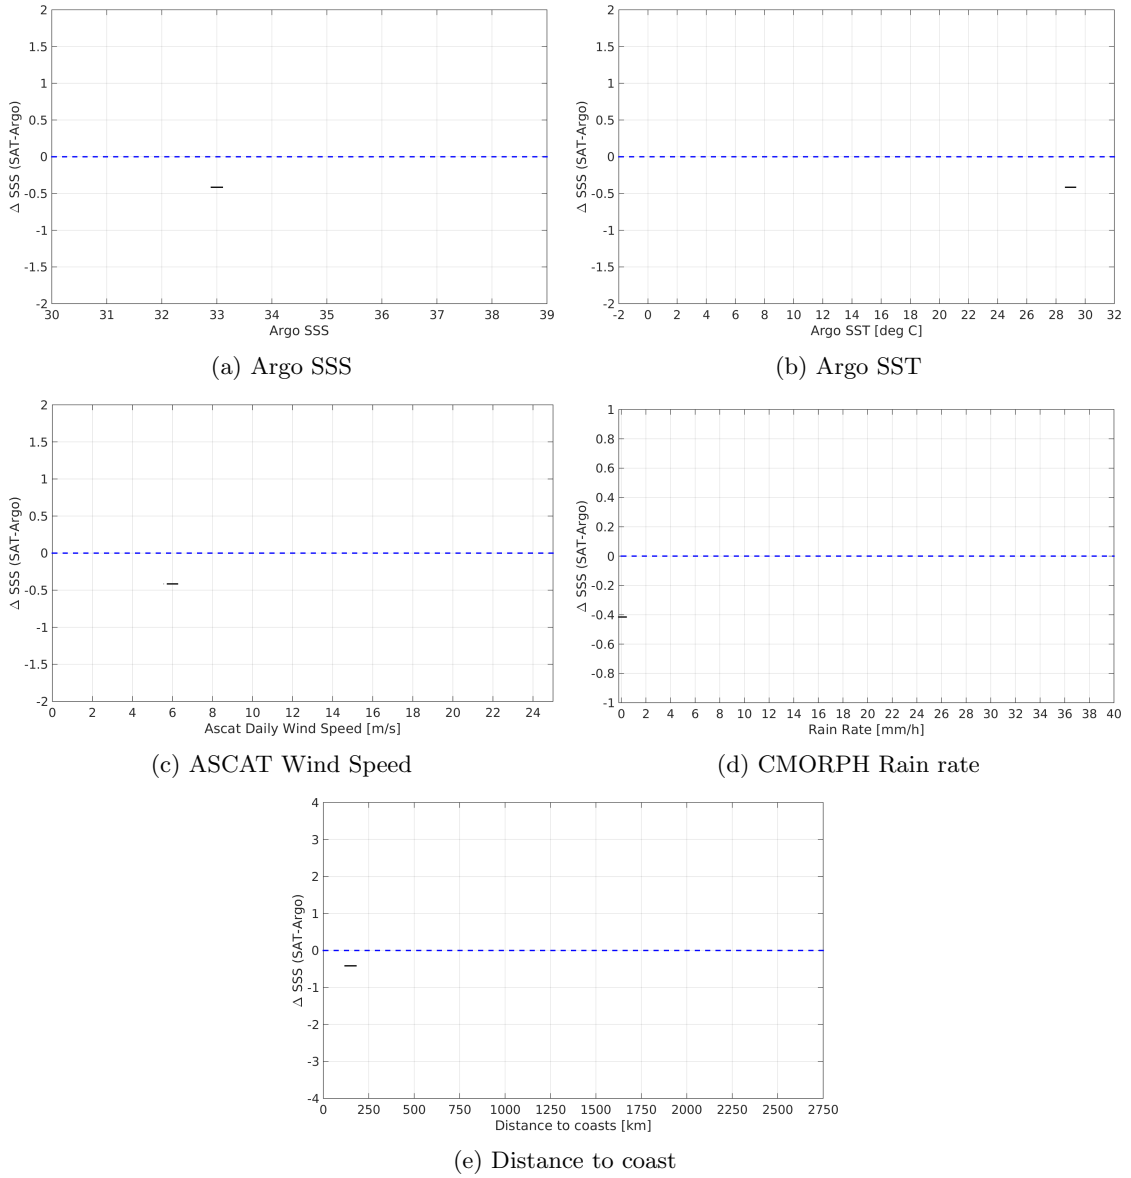 2
1.5
1
0.5
0
-0.5
-1
-1.5
-2
Δ SSS (SAT-Argo)
30 31 32 33 34 35 36 37 38 39
Argo SSS
(a) Argo SSS
2
1.5
1
0.5
0
-0.5
-1
-1.5
-2
Δ SSS (SAT-Argo)
-2 0 2 4 6 8 10 12 14 16 18 20 22 24 26 28 30 32
Argo SST [deg C]
(b) Argo SST
2
1.5
1
0.5
0
-0.5
-1
-1.5
-2
Δ SSS (SAT-Argo)
0 2 4 6 8 10 12 14 16 18 20 22 24
Ascat Daily Wind Speed [m/s]
(c) ASCAT Wind Speed
1
0.8
0.6
0.4
0.2
0
-0.2
-0.4
-0.6
-0.8
-1
Δ SSS (SAT-Argo)
0 2 4 6 8 10 12 14 16 18 20 22 24 26 28 30 32 34 36 38 40
Rain Rate [mm/h]
(d) CMORPH Rain rate
4
3
2
1
0
-1
-2
-3
-4
Δ SSS (SAT-Argo)
0 250 500 750 1000 1250 1500 1750 2000 2250 2500 2750
Distance to coasts [km]
(e) Distance to coast